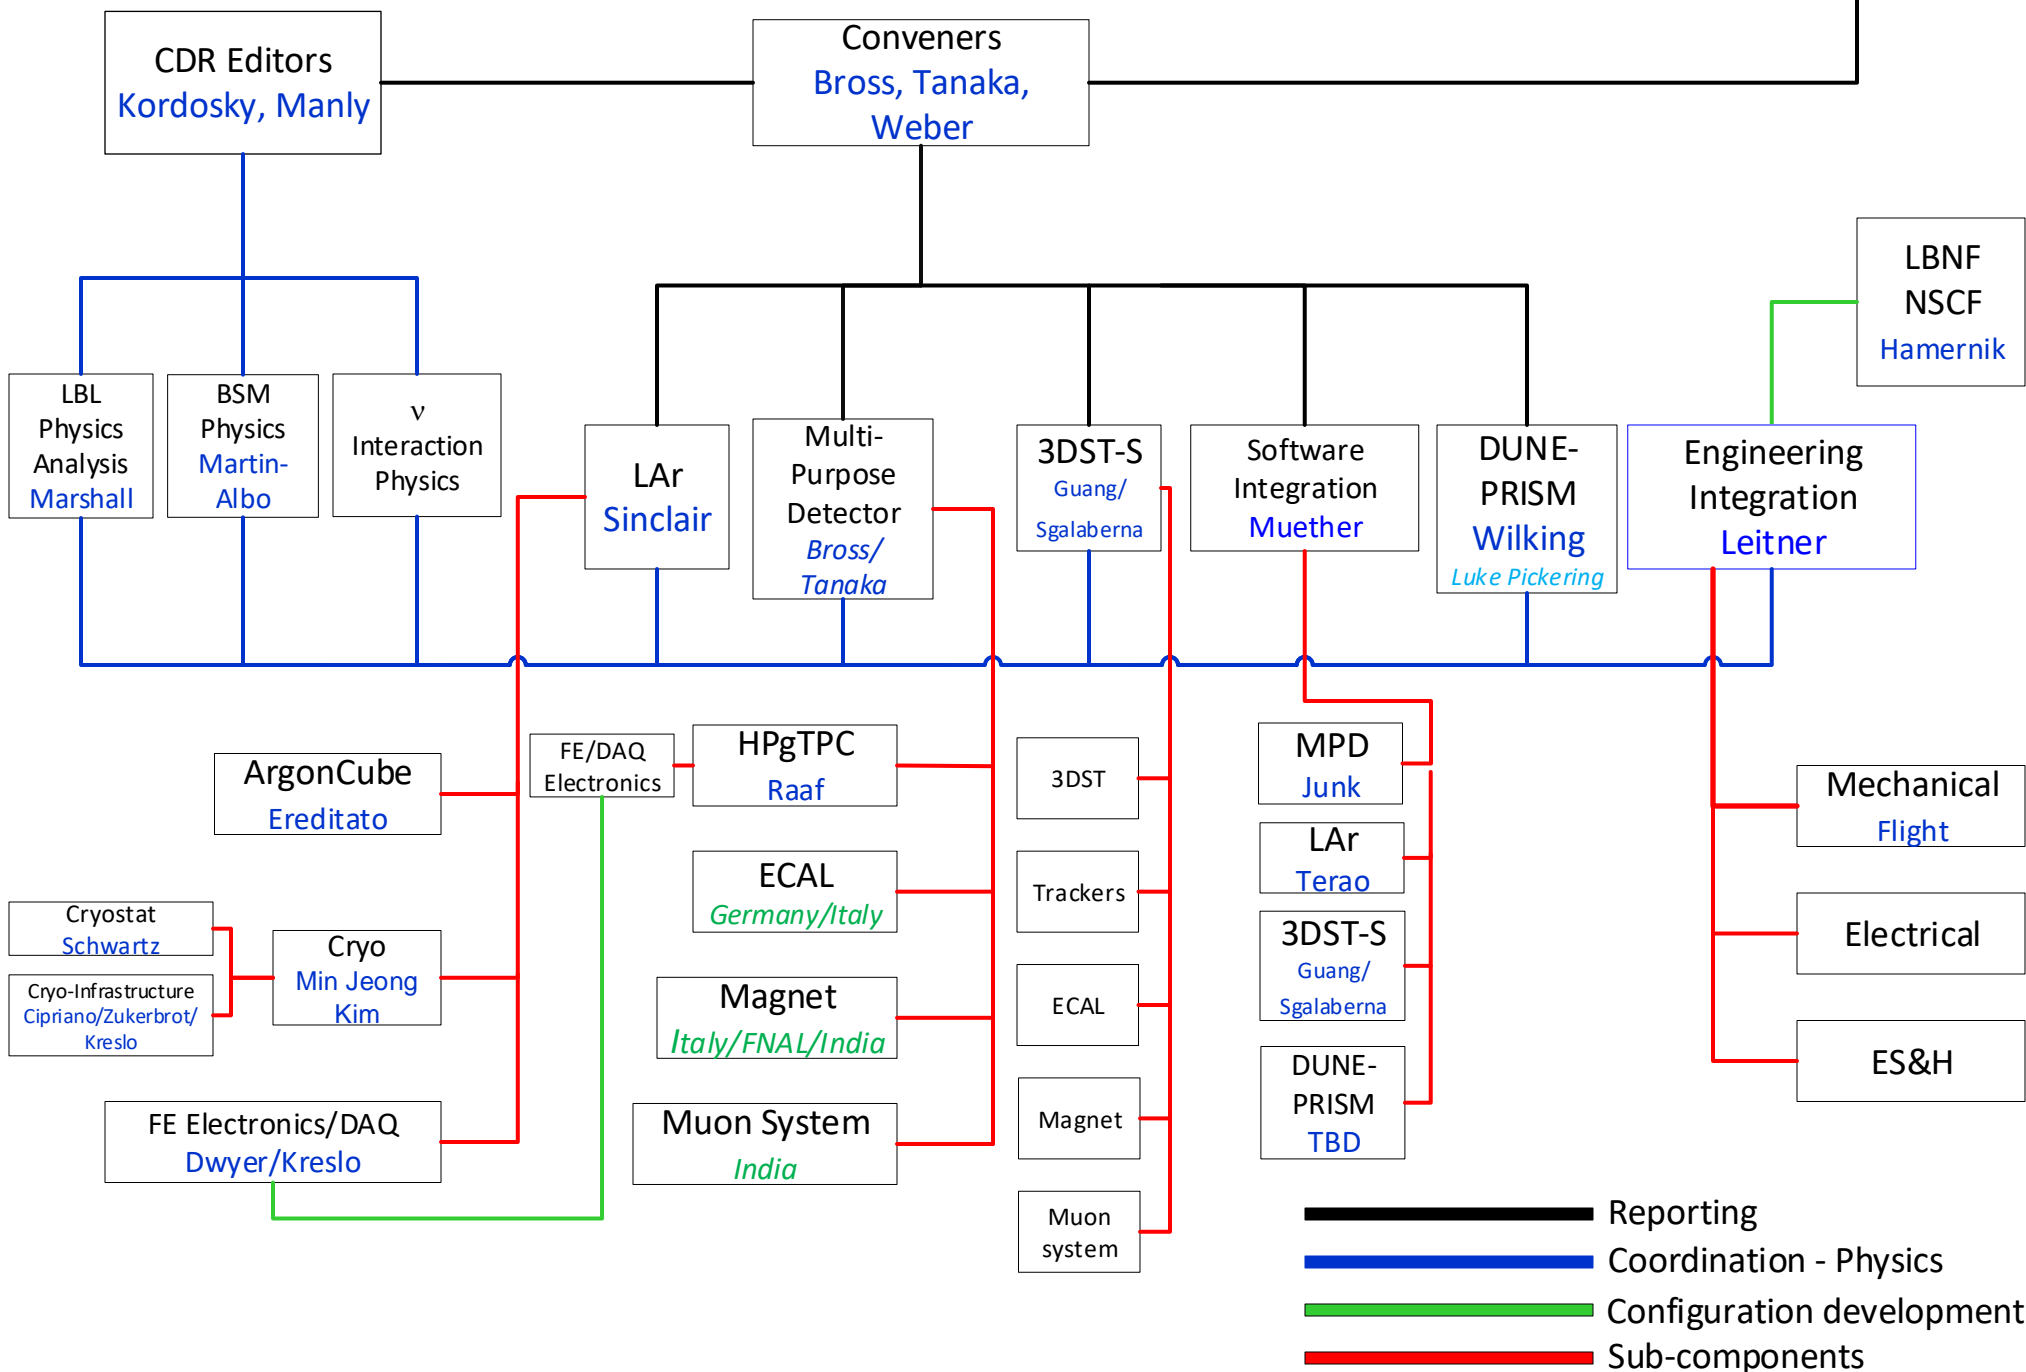 CDR Editors
Kordosky, Manly
Conveners
Bross, Tanaka,
Weber
LBNF
NSCF
Hamernik
LBL
Physics
Analysis
Marshall
BSM
Physics
Martin-
Albo
ν
Interaction
Physics
LAr
Sinclair
Multi-
Purpose
Detector
Bross/
Tanaka
3DST-S
Guang/
Sgalaberna
Software
Integration
Muether
DUNE-
PRISM
Wilking
Luke Pickering
Engineering
Integration
Leitner
ArgonCube
Ereditato
FE/DAQ
Electronics
HPgTPC
Raaf
3DST
MPD
Junk
Mechanical
Flight
LAr
Terao
ECAL
Germany/Italy
Trackers
Cryostat
Schwartz
Cryo-Infrastructure
Cipriano/Zukerbrot/
Kreslo
Cryo
Min Jeong
Kim
3DST-S
Guang/
Sgalaberna
Electrical
Magnet
Italy/FNAL/India
ECAL
DUNE-
PRISM
TBD
ES&H
FE Electronics/DAQ
Dwyer/Kreslo
Muon System
India
Magnet
Muon
system
Reporting
Coordination - Physics
Configuration development
Sub-components